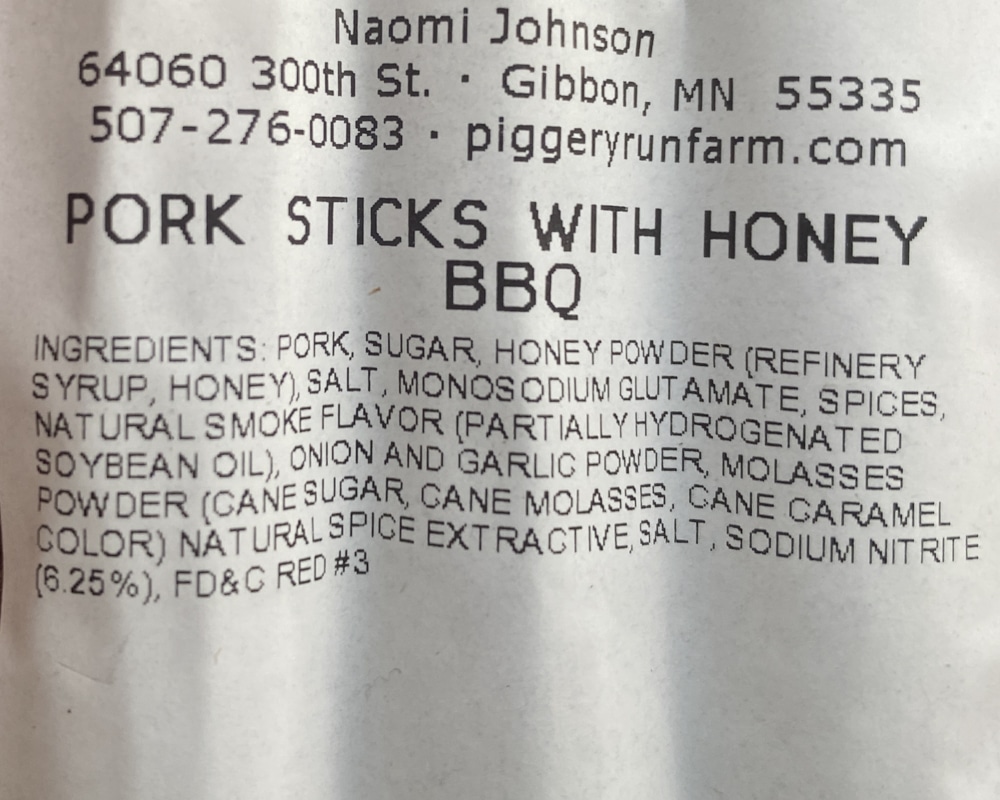 Naomi Johnson
64060 300th St. · Gibbon, MN 55335
507-276-0083 · piggeryrunfarm.com
PORK STICKS WITH HONEY
BBQ
INGREDIENTS: PORK, SUGAR, HONEY POWDER (REFINERY
SYRUP, HONEY), SALT, MONOSODIUM GLUTAMATE, SPICES,
NATURAL SMOKE FLAVOR (PARTIALLY HYDROGENATED
SOYBEAN OIL), ONION AND GARLIC POWDER, MOLASSES
POWDER (CANE SUGAR, CANE MOLASSES, CANE CARAMEL
COLOR) NATURAL SPICE EXTRACTIVE, SALT, SODIUM NITRITE
(6.25%), FD&C RED #3